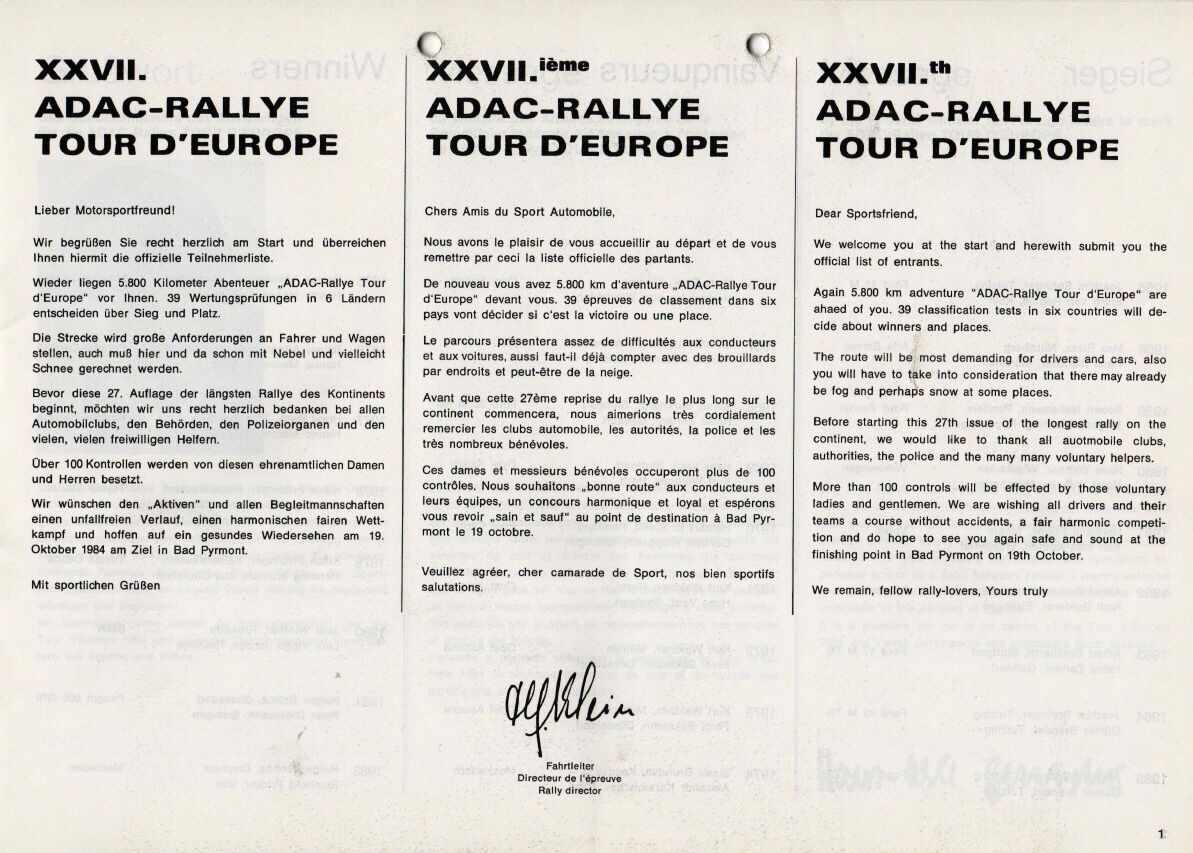 XXVII.
ADAC-RALLYE
TOUR D'EUROPE
Lieber Motorsportfreund!
Wir begrüßen Sie recht herzlich am Start und überreichen
Ihnen hiermit die offizielle Teilnehmerliste.
Wieder liegen 5.800 Kilometer Abenteuer „ADAC-Rallye Tour
d'Europe" vor Ihnen. 39 Wertungsprüfungen in 6 Ländern
entscheiden über Sieg und Platz.
Die Strecke wird große Anforderungen an Fahrer und Wagen
stellen, auch muß hier und da schon mit Nebel und vielleicht
Schnee gerechnet werden.
Bevor diese 27. Auflage der längsten Rallye des Kontinents
beginnt, möchten wir uns recht herzlich bedanken bei allen
Automobilclubs, den Behörden, den Polizeiorganen und den
vielen, vielen freiwilligen Helfern.
Über 100 Kontrollen werden von diesen ehrenamtlichen Damen
und Herren besetzt.
Wir wünschen den „Aktiven" und allen Begleitmannschaften
einen unfallfreien Verlauf, einen harmonischen fairen Wett-
kampf und hoffen auf ein gesundes Wiedersehen am 19.
Oktober 1984 am Ziel in Bad Pyrmont.
Mit sportlichen Grüßen
XXVII.ième
ADAC-RALLYE
TOUR D'EUROPE
Chers Amis du Sport Automobile,
Nous avons le plaisir de vous accueillir au départ et de vous
remettre par ceci la liste officielle des partants.
De nouveau vous avez 5.800 km d'aventure „ADAC-Rallye Tour
d'Europe" devant vous. 39 épreuves de classement dans six
pays vont décider si c'est la victoire ou une place.
Le parcours présentera assez de difficultés aux conducteurs
et aux voitures, aussi faut-il déjà compter avec des brouillards
par endroits et peut-être de la neige.
Avant que cette 27ème reprise du rallye le plus long sur le
continent commencera, nous aimerions très cordialement
remercier les clubs automobile, les autorités, la police et les
très nombreux bénévoles.
Ces dames et messieurs bénévoles occuperont plus de 100
contrôles. Nous souhaitons „bonne route" aux conducteurs et
leurs équipes, un concours harmonique et loyal et espérons
vous revoir „sain et sauf" au point de destination à Bad Pyr-
mont le 19 octobre.
Veuillez agréer, cher camarade de Sport, nos bien sportifs
salutations.
XXVII.th
ADAC-RALLYE
TOUR D'EUROPE
Dear Sportsfriend,
We welcome you at the start and herewith submit you the
official list of entrants.
Again 5.800 km adventure "ADAC-Rallye Tour d'Europe" are
ahaed of you. 39 classification tests in six countries will de-
cide about winners and places.
The route will be most demanding for drivers and cars, also
you will have to take into consideration that there may already
be fog and perhaps snow at some places.
Before starting this 27th issue of the longest rally on the
continent, we would like to thank all auotmobile clubs,
authorities, the police and the many many voluntary helpers.
More than 100 controls will be effected by those voluntary
ladies and gentlemen. We are wishing all drivers and their
teams a course without accidents, a fair harmonic competi-
tion and do hope to see you again safe and sound at the
finishing point in Bad Pyrmont on 19th October.
We remain, fellow rally-lovers, Yours truly
Fahrtleiter
Directeur de l'épreuve
Rally director
1